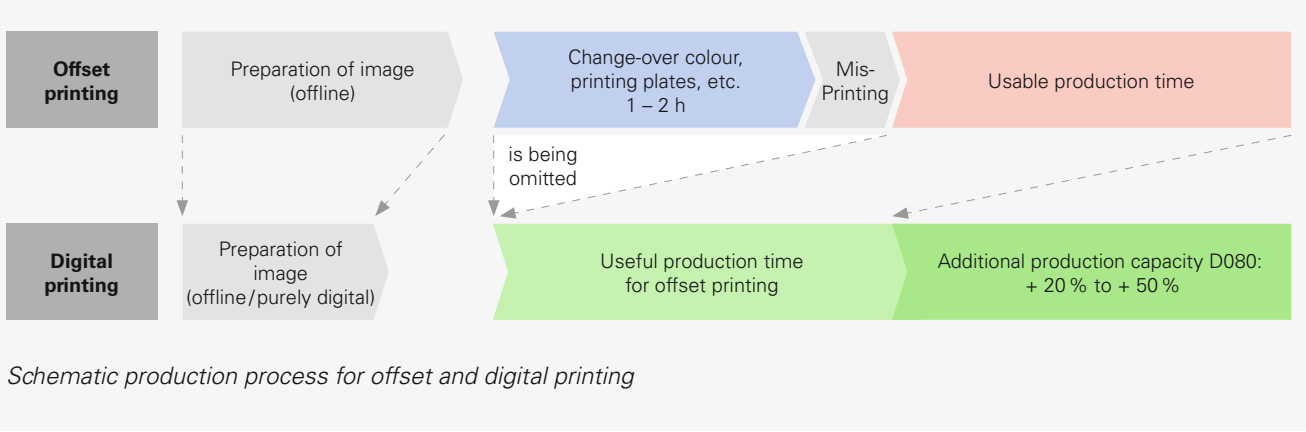 Offset
printing
Preparation of image
(offline)
Change-over colour,
printing plates, etc.
1 – 2 h
Mis-
Printing
Usable production time
is being
omitted
Digital
printing
Preparation of
image
(offline/purely digital)
Useful production time
for offset printing
Additional production capacity D080:
+ 20 % to + 50 %
Schematic production process for offset and digital printing